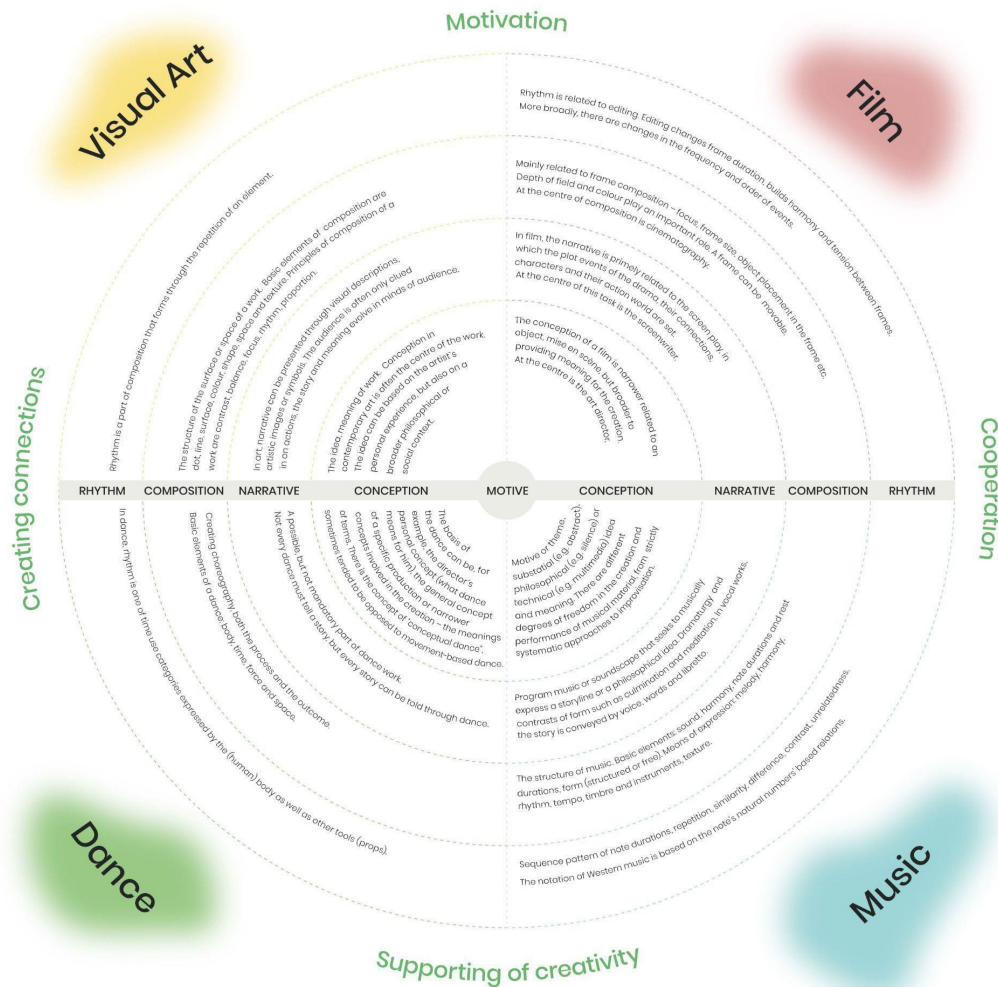 Motivation
Visual Art
Film
Creating connections
Cooperation
Rhythm is a part of composition that forms through the repetition of an element.
The structure of the surface or space of a work. Basic elements of composition are
dot, line, surface, colour, shape, space and texture. Principles of composition of a
work are contrast, balance, focus, rhythm, proportion.
In art, narrative can be presented through visual descriptions,
artistic images or symbols. The audience is often only clued
in on actions, the story and meaning evolve in minds of audience.
The idea, meaning of work. Conception in
contemporary art is often the centre of the work.
The idea can be based on the artist's
personal experience, but also on a
broader philosophical or
social context.
Rhythm is related to editing. Editing changes frame duration, builds harmony and tension between frames.
More broadly, there are changes in the frequency and order of events.
Mainly related to frame composition – focus, frame size, object placement in the frame etc.
Depth of field and colour play an important role. A frame can be movable.
At the centre of composition is cinematography.
In film, the narrative is primely related to the screen play, in
which the plot events of the drama, their connections,
characters and their action world are set.
At the centre of this task is the screenwriter.
The conception of a film is narrower related to an
object, mise en scène, but broader to
providing meaning for the creation.
At the centre is the art director.
RHYTHM COMPOSITION NARRATIVE CONCEPTION MOTIVE CONCEPTION NARRATIVE COMPOSITION RHYTHM
In dance, rhythm is one of time use categories expressed by the (human) body as well as other tools (props).
Creating choreography, both the process and the outcome.
Basic elements of a dance: body, time, force and space.
A possible, but not mandatory part of dance work.
Not every dance must tell a story but every story can be told through dance.
The basis of
the dance can be, for
example, the director's
personal concept (what dance
means for him), the general concept
of a specific production or narrower
concepts involved in the creation – the meanings
of terms. There is the concept of "conceptual dance",
sometimes tended to be opposed to movement-based dance.
Motive or theme,
substatial (e.g. abstract),
philosophical (e.g. silence) or
technical (e.g. multimedia) idea
and meaning. There are different
degrees of freedom in the creation and
performance of musical material, from strictly
systematic approaches to improvisation.
Program music or soundscape that seeks to musically
express a storyline or a philosophical idea. Dramaturgy and
contrasts of form such as culmination and meditation. In vocal works,
the story is conveyed by voice, words and libretto.
The structure of music. Basic elements: sound, harmony, note durations and rest
durations, form (structured or free). Means of expression: melody, harmony,
rhythm, tempo, timbre and instruments, texture.
Sequence pattern of note durations, repetition, similarity, difference, contrast, unrelatedness.
The notation of Western music is based on the note's natural numbers' based relations.
Dance
Music
Supporting of creativity